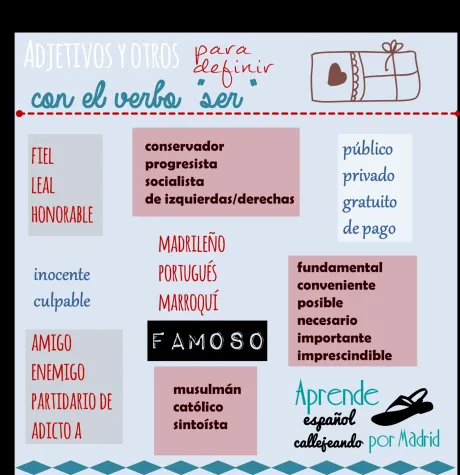 ADJETIVOS Y OTROS para
definir
con el verbo "ser"
FIEL
LEAL
HONORABLE
conservador
progresista
socialista
de izquierdas/derechas
público
privado
gratuito
de pago
inocente
culpable
MADRILEÑO
PORTUGUÉS
MARROQUÍ
fundamental
conveniente
posible
necesario
importante
imprescindible
FAMOSO
AMIGO
ENEMIGO
PARTIDARIO DE
ADICTO A
musulmán
católico
sintoísta
Aprende
español
callejeando por Madrid